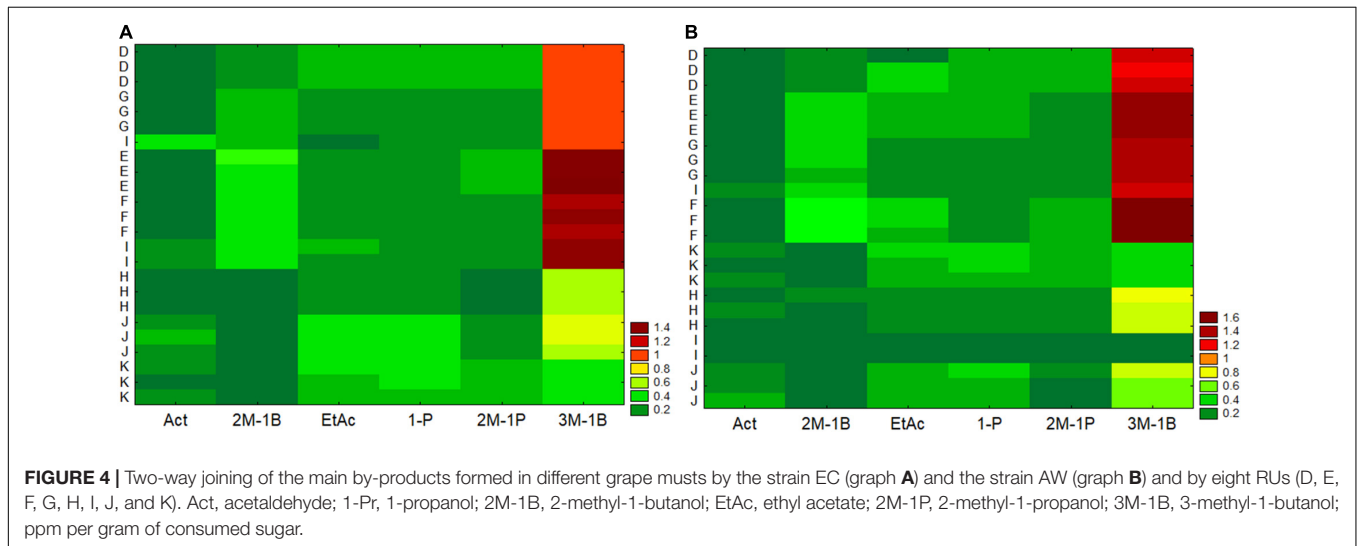 A
D
D
D
G
G
G
I
E
E
E
F
F
F
I
I
H
H
H
J
J
J
K
K
K
Act 2M-1B EtAc 1-P 2M-1P 3M-1B
1.4
1.2
1
0.8
0.6
0.4
0.2
B
D
D
D
E
E
E
G
G
G
I
F
F
F
K
K
K
H
H
H
I
I
J
J
J
Act 2M-1B EtAc 1-P 2M-1P 3M-1B
1.6
1.4
1.2
1
0.8
0.6
0.4
0.2
FIGURE 4 | Two-way joining of the main by-products formed in different grape musts by the strain EC (graph A) and the strain AW (graph B) and by eight RUs (D, E,
F, G, H, I, J, and K). Act, acetaldehyde; 1-Pr, 1-propanol; 2M-1B, 2-methyl-1-butanol; EtAc, ethyl acetate; 2M-1P, 2-methyl-propanol; 3M-1B, 3-methyl-1-butanol;
ppm per gram of consumed sugar.